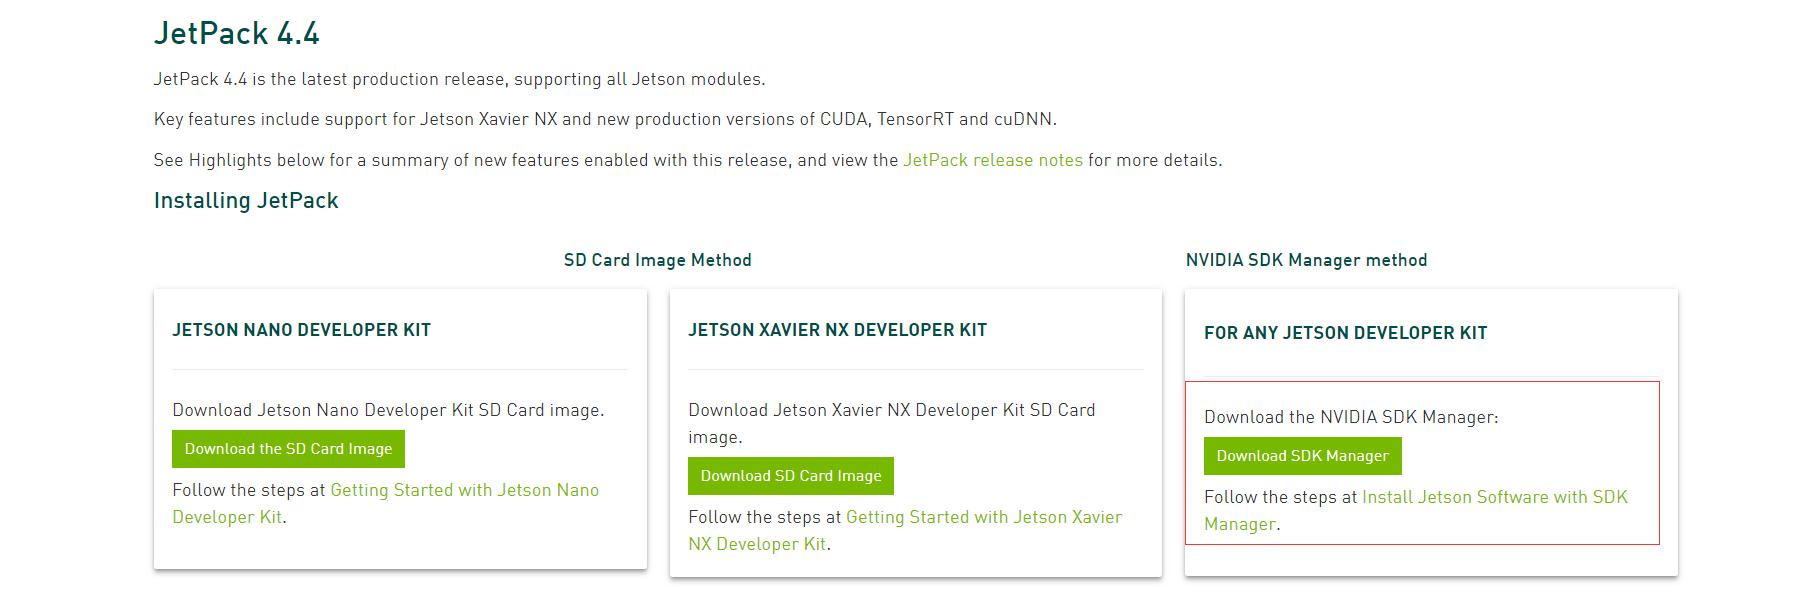 JetPack 4.4
JetPack 4.4 is the latest production release, supporting all Jetson modules.
Key features include support for Jetson Xavier NX and new production versions of CUDA, TensorRT and cuDNN.
See Highlights below for a summary of new features enabled with this release, and view the JetPack release notes for more details.
Installing JetPack
SD Card Image Method
JETSON NANO DEVELOPER KIT
Download Jetson Nano Developer Kit SD Card image.
Download the SD Card Image
Follow the steps at Getting Started with Jetson Nano
Developer Kit.
JETSON XAVIER NX DEVELOPER KIT
Download Jetson Xavier NX Developer Kit SD Card
image.
Download SD Card Image
Follow the steps at Getting Started with Jetson Xavier
NX Developer Kit.
NVIDIA SDK Manager method
FOR ANY JETSON DEVELOPER KIT
Download the NVIDIA SDK Manager:
Download SDK Manager
Follow the steps at Install Jetson Software with SDK
Manager.